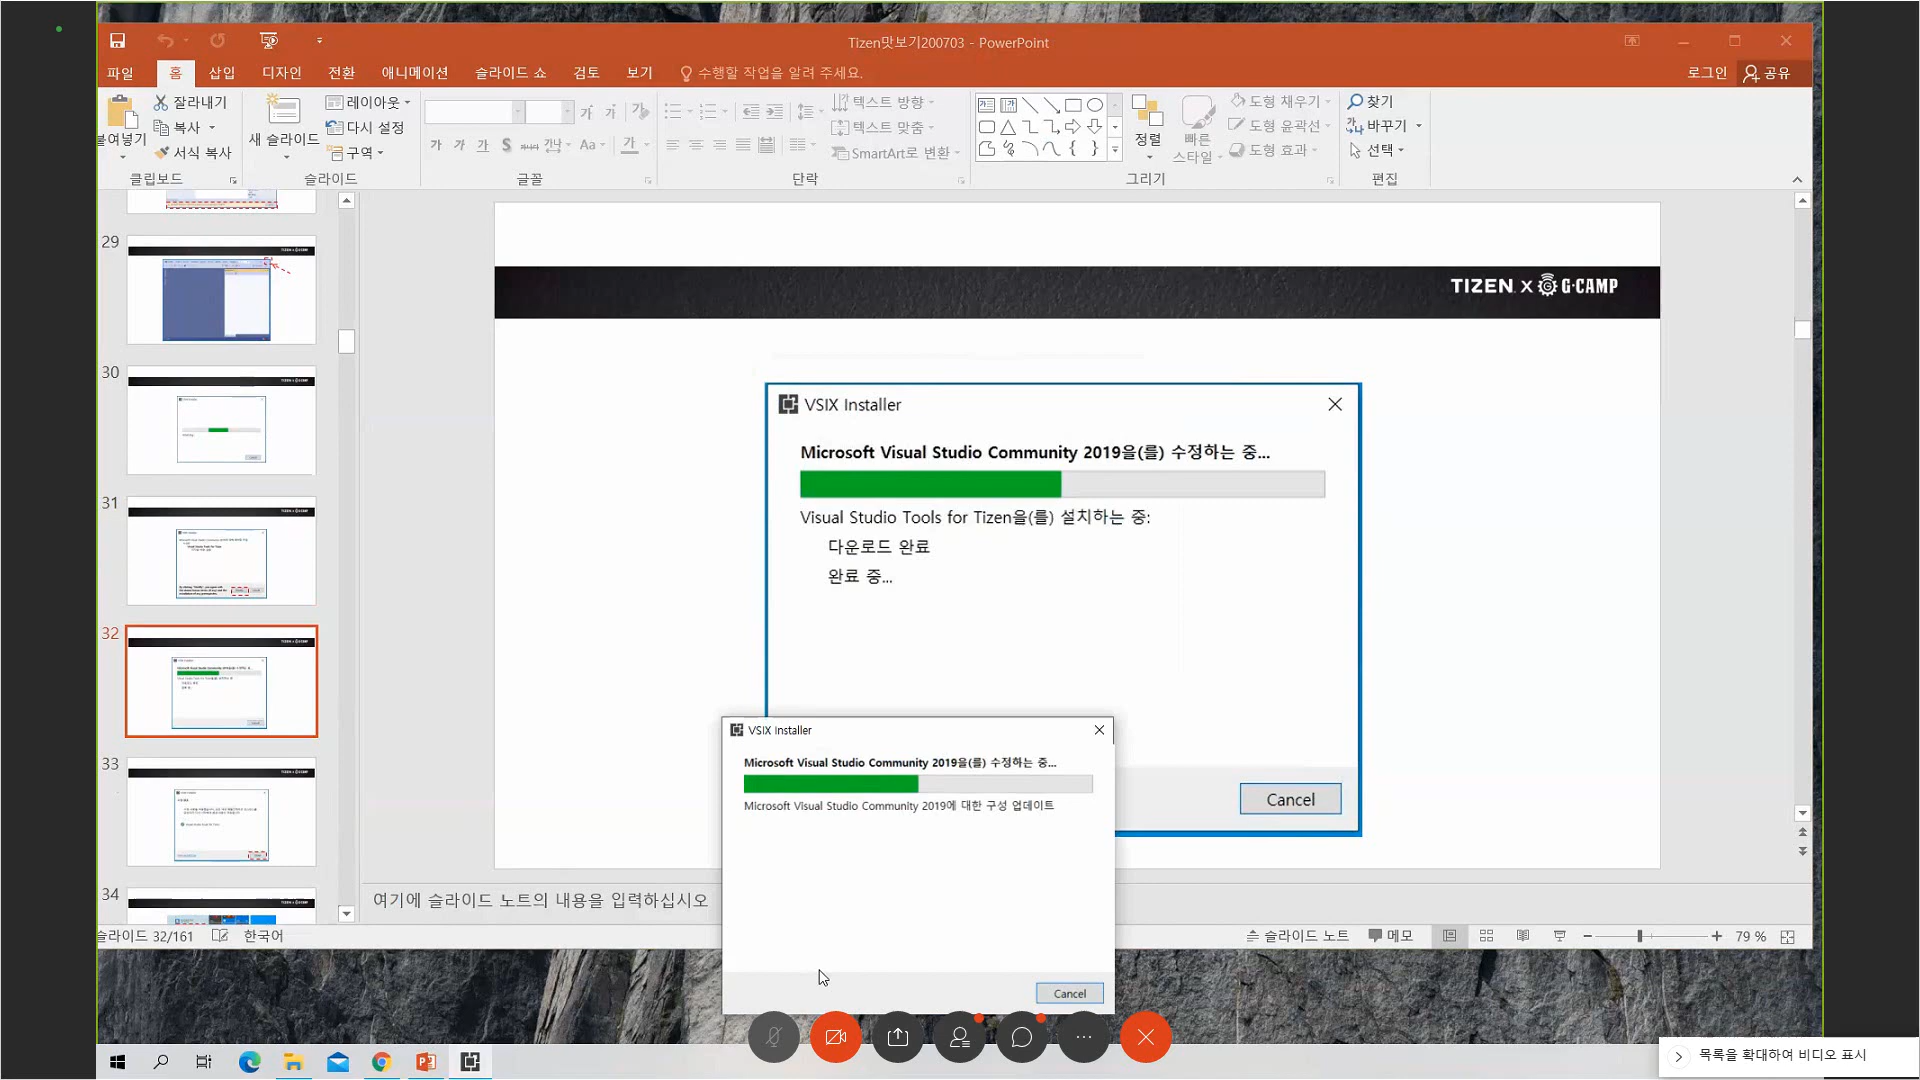 Tizen맛보기200703 - PowerPoint
파일 홈 삽입 디자인 전환 애니메이션 슬라이드 쇼 검토 보기 수행할 작업을 알려 주세요. 로그인 공유
붙여넣기 잘라내기 복사 서식 복사
새 슬라이드 레이아웃 다시 설정 구역
가 가 가 S 간 Aa 가
텍스트 방향 텍스트 맞춤 SmartArt로 변환
정렬 빠른 스타일 도형 채우기 도형 윤곽선 도형 효과
찾기 바꾸기 선택
클립보드 슬라이드 글꼴 단락 그리기 편집
29
30
31
32
33
34
TIZEN X G·CAMP
VSIX Installer
Microsoft Visual Studio Community 2019을(를) 수정하는 중...
Visual Studio Tools for Tizen을(를) 설치하는 중:
다운로드 완료
완료 중...
Cancel
VSIX Installer
Microsoft Visual Studio Community 2019을(를) 수정하는 중...
Microsoft Visual Studio Community 2019에 대한 구성 업데이트
Cancel
여기에 슬라이드 노트의 내용을 입력하십시오
슬라이드 32/161 한국어 슬라이드 노트 메모 79 %
목록을 확대하여 비디오 표시